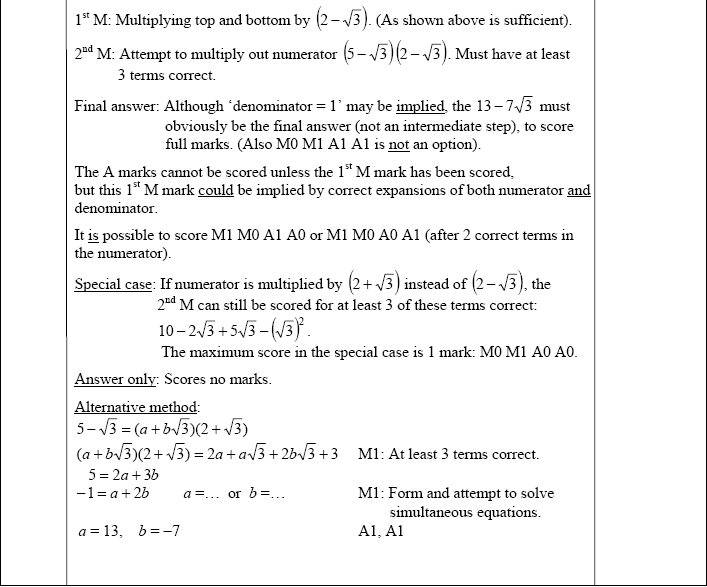 1st M: Multiplying top and bottom by (2−√3). (As shown above is sufficient).
2nd M: Attempt to multiply out numerator (5−√3)(2−√3). Must have at least
3 terms correct.
Final answer: Although ‘denominator = 1’ may be implied, the 13−7√3 must
obviously be the final answer (not an intermediate step), to score
full marks. (Also M0 M1 A1 A1 is not an option).
The A marks cannot be scored unless the 1st M mark has been scored,
but this 1st M mark could be implied by correct expansions of both numerator and
denominator.
It is possible to score M1 M0 A1 A0 or M1 M0 A0 A1 (after 2 correct terms in
the numerator).
Special case: If numerator is multiplied by (2+√3) instead of (2−√3), the
2nd M can still be scored for at least 3 of these terms correct:
10−2√3+5√3−(√3)².
The maximum score in the special case is 1 mark: M0 M1 A0 A0.
Answer only: Scores no marks.
Alternative method:
5−√3 = (a+b√3)(2+√3)
(a+b√3)(2+√3) = 2a+a√3+2b√3+3 M1: At least 3 terms correct.
5 = 2a+3b
−1 = a+2b a =… or b =… M1: Form and attempt to solve
simultaneous equations.
a = 13, b = −7 A1, A1